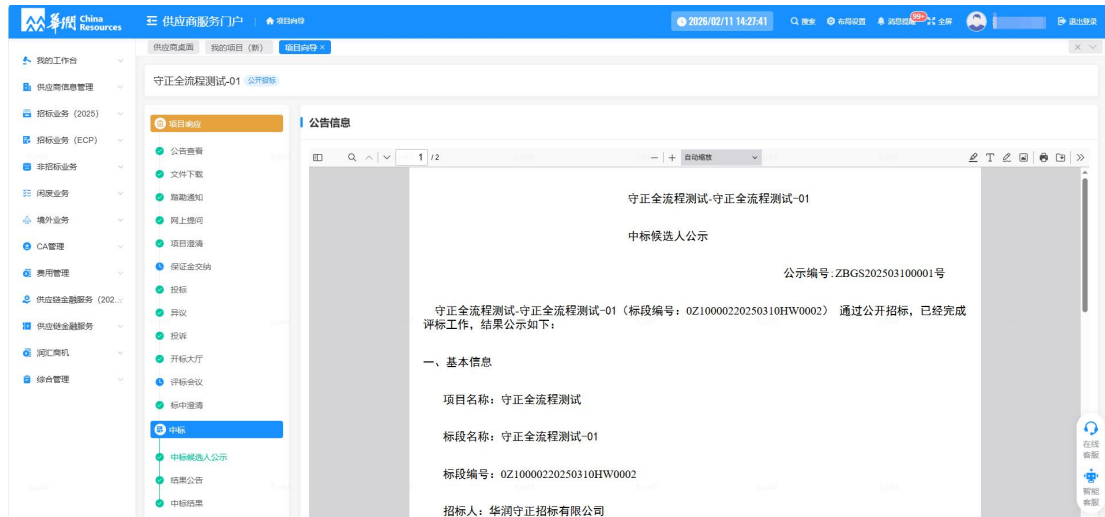 华润 China Resources
供应商服务门户
项目向导
2026/02/11 14:27:41
搜索
布局设置
消息提醒
99+
全屏
退出登录
供应商桌面
我的项目（新）
项目向导 ×
我的工作台
供应商信息管理
招标业务（2025）
招标业务（ECP）
非招标业务
闲废业务
境外业务
CA管理
费用管理
供应链金融服务（202...
供应链金融服务
润汇商机
综合管理
守正全流程测试-01 公开招标
项目响应
公告查看
文件下载
踏勘通知
网上提问
项目澄清
保证金交纳
投标
异议
投诉
开标大厅
评标会议
标中澄清
中标
中标候选人公示
结果公告
中标结果
公告信息
1 /2
自动缩放
守正全流程测试-守正全流程测试-01
中标候选人公示
公示编号:ZBGS202503100001号
守正全流程测试-守正全流程测试-01（标段编号：0Z10000220250310HW0002） 通过公开招标，已经完成
评标工作，结果公示如下：
一、基本信息
项目名称：守正全流程测试
标段名称：守正全流程测试-01
标段编号：0Z10000220250310HW0002
招标人：华润守正招标有限公司
在线
客服
智能
客服